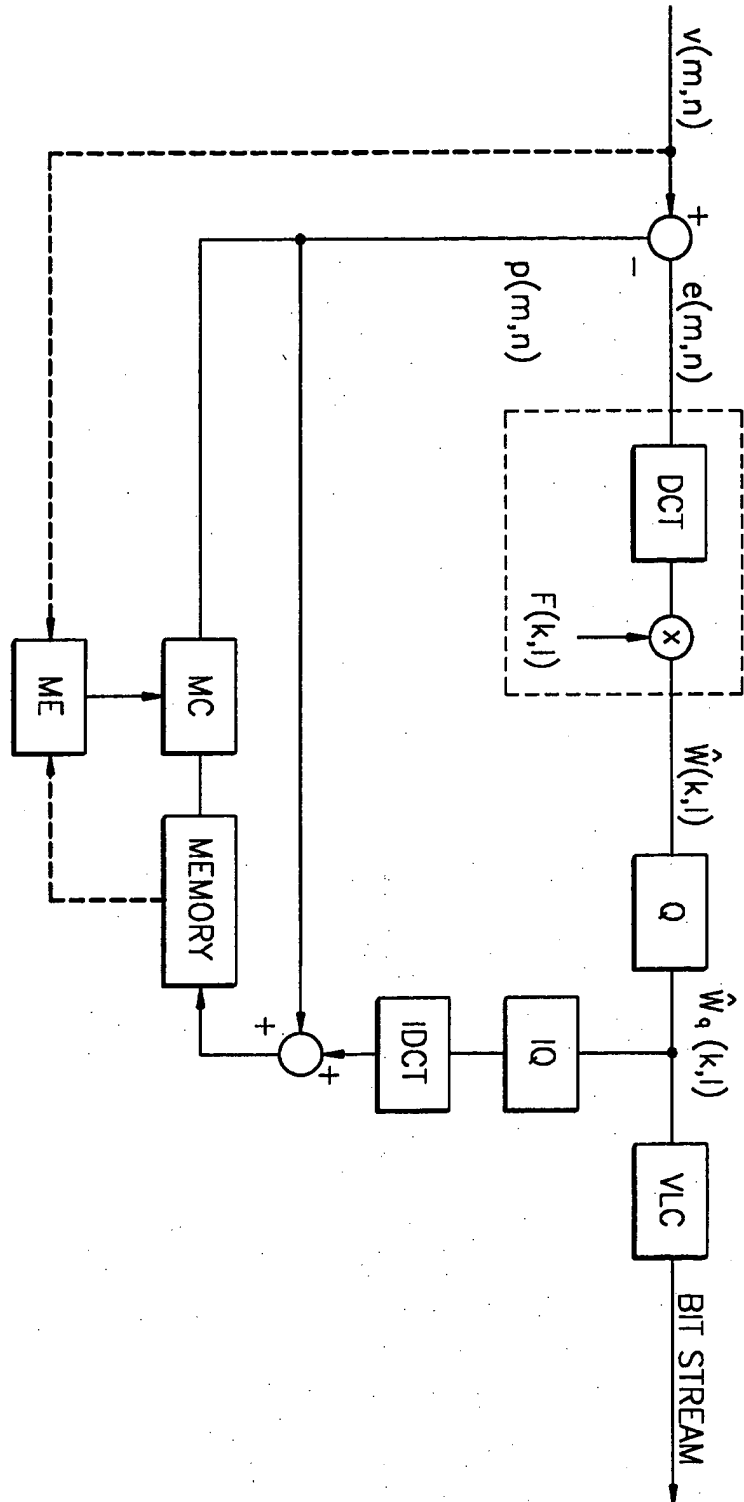 v(m,n)
+
−
e(m,n)
p(m,n)
DCT
x
F(k,l)
Ŵ(k,l)
Q
Ŵq (k,l)
VLC
BIT STREAM
IQ
IDCT
+
+
MEMORY
MC
ME